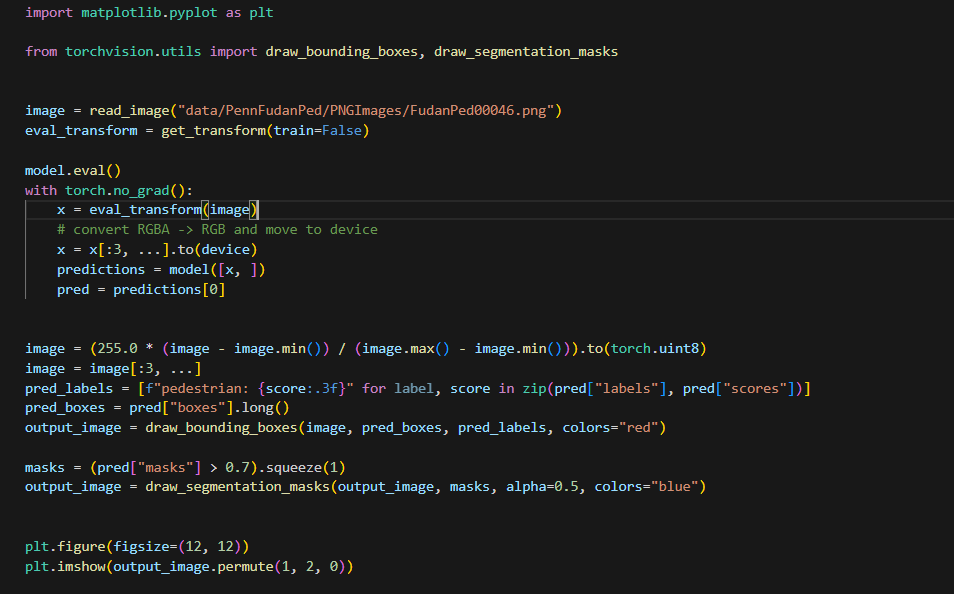 import matplotlib.pyplot as plt
from torchvision.utils import draw_bounding_boxes, draw_segmentation_masks
image = read_image("data/PennFudanPed/PNGImages/FudanPed00046.png")
eval_transform = get_transform(train=False)
model.eval()
with torch.no_grad():
    x = eval_transform(image)
    # convert RGBA -> RGB and move to device
    x = x[:3, ...].to(device)
    predictions = model([x, ])
    pred = predictions[0]
image = (255.0 * (image - image.min()) / (image.max() - image.min())).to(torch.uint8)
image = image[:3, ...]
pred_labels = [f"pedestrian: {score:.3f}" for label, score in zip(pred["labels"], pred["scores"])]
pred_boxes = pred["boxes"].long()
output_image = draw_bounding_boxes(image, pred_boxes, pred_labels, colors="red")
masks = (pred["masks"] > 0.7).squeeze(1)
output_image = draw_segmentation_masks(output_image, masks, alpha=0.5, colors="blue")
plt.figure(figsize=(12, 12))
plt.imshow(output_image.permute(1, 2, 0))